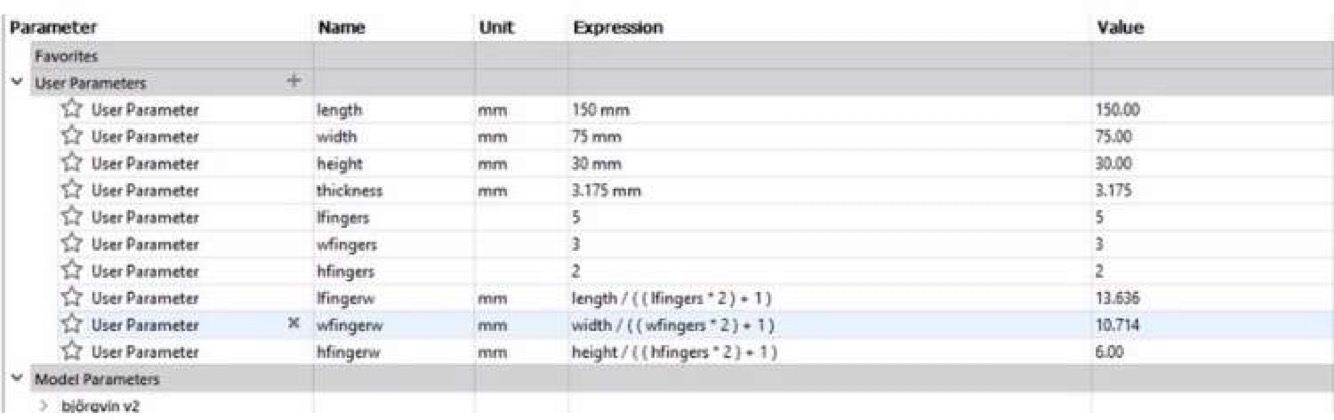 Parameter Name Unit Expression Value
Favorites
User Parameters +
User Parameter length mm 150 mm 150.00
User Parameter width mm 75 mm 75.00
User Parameter height mm 30 mm 30.00
User Parameter thickness mm 3.175 mm 3.175
User Parameter lfingers 5 5
User Parameter wfingers 3 3
User Parameter hfingers 2 2
User Parameter lfingerw mm length / ( ( lfingers * 2 ) + 1 ) 13.636
User Parameter wfingerw mm width / ( ( wfingers * 2 ) + 1 ) 10.714
User Parameter hfingerw mm height / ( ( hfingers * 2 ) + 1 ) 6.00
Model Parameters
björgvin v2